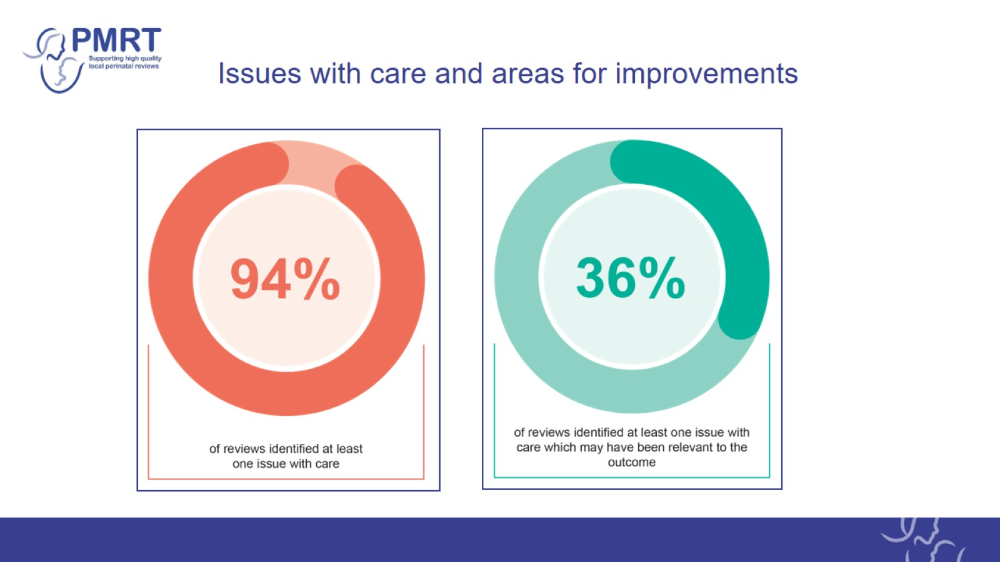 PMRT
Supporting high quality
local perinatal reviews
Issues with care and areas for improvements
94%
of reviews identified at least
one issue with care
36%
of reviews identified at least one issue with
care which may have been relevant to the
outcome